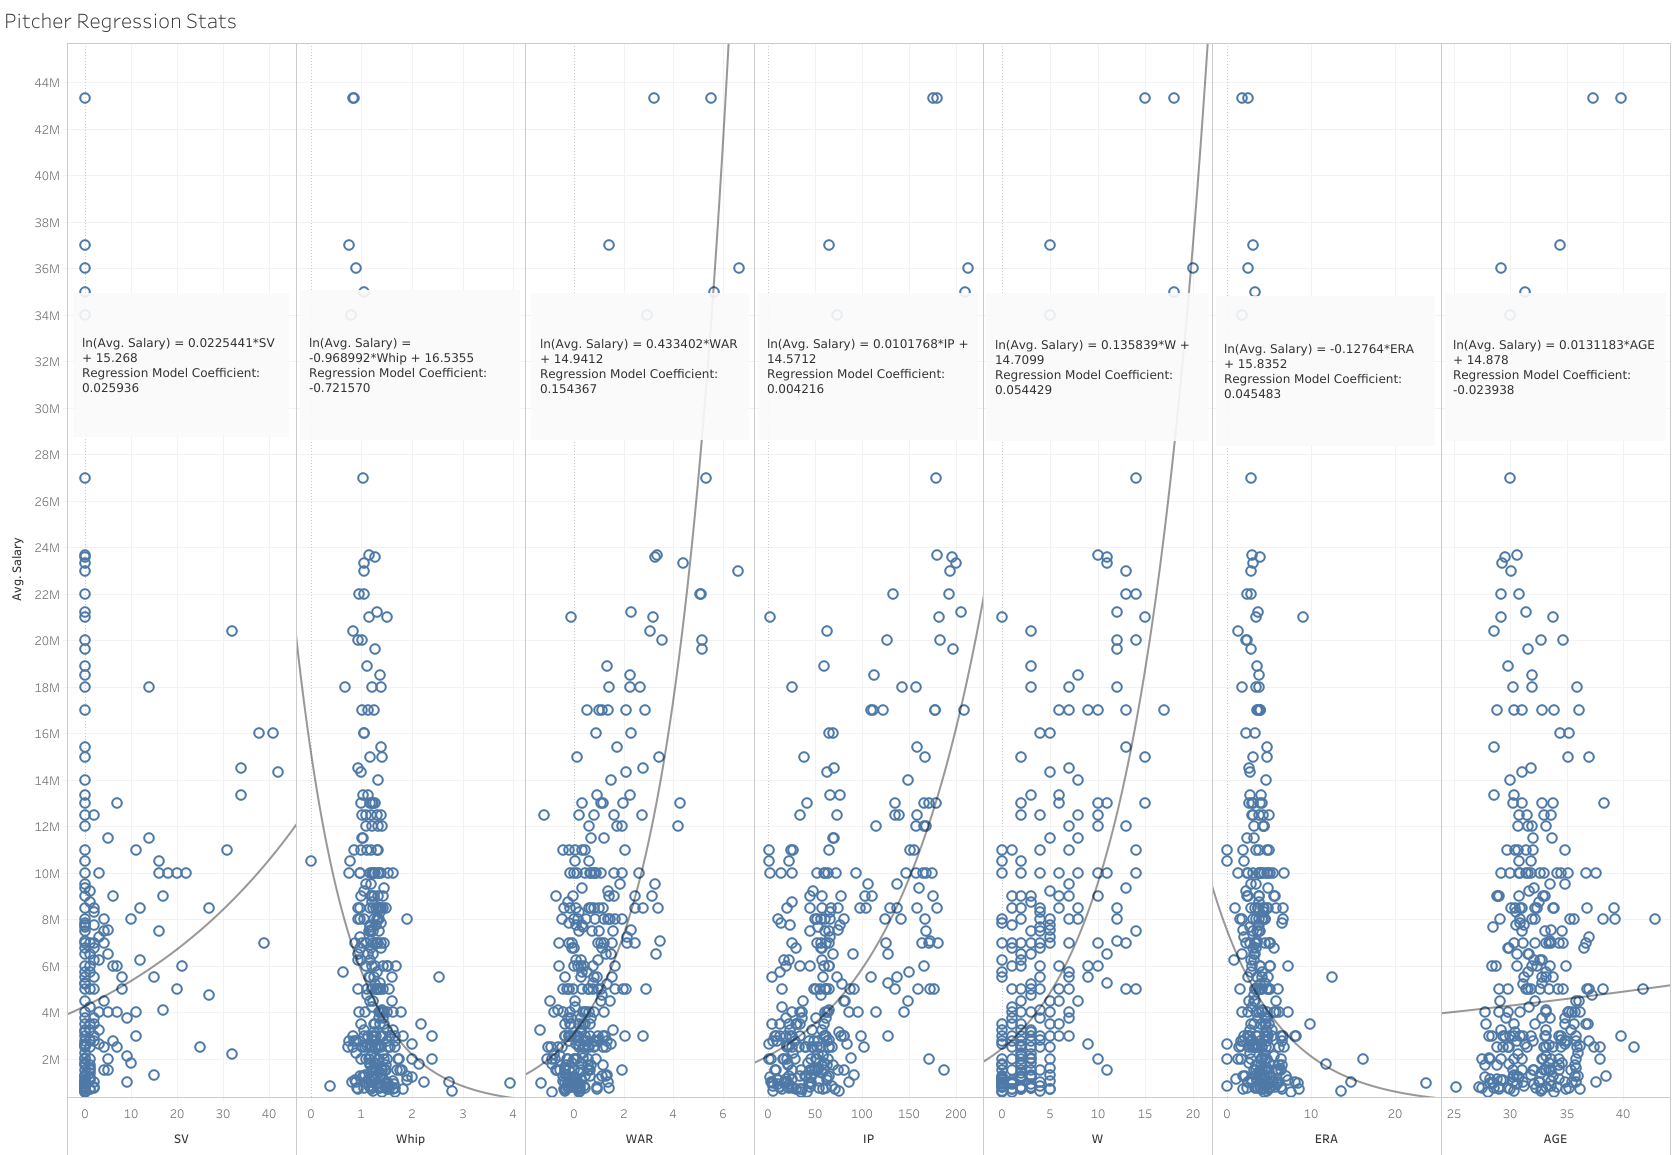 Pitcher Regression Stats
44M
42M
40M
38M
36M
34M
32M
30M
28M
26M
24M
22M
20M
18M
16M
14M
12M
10M
8M
6M
4M
2M
Avg. Salary
ln(Avg. Salary) = 0.0225441*SV
+ 15.268
Regression Model Coefficient:
0.025936
ln(Avg. Salary) =
-0.968992*Whip + 16.5355
Regression Model Coefficient:
-0.721570
ln(Avg. Salary) = 0.433402*WAR
+ 14.9412
Regression Model Coefficient:
0.154367
ln(Avg. Salary) = 0.0101768*IP +
14.5712
Regression Model Coefficient:
0.004216
ln(Avg. Salary) = 0.135839*W +
14.7099
Regression Model Coefficient:
0.054429
ln(Avg. Salary) = -0.12764*ERA
+ 15.8352
Regression Model Coefficient:
0.045483
ln(Avg. Salary) = 0.0131183*AGE
+ 14.878
Regression Model Coefficient:
-0.023938
0 10 20 30 40
0 1 2 3 4
0 2 4 6
0 50 100 150 200
0 5 10 15 20
0 10 20
25 30 35 40
SV
Whip
WAR
IP
W
ERA
AGE